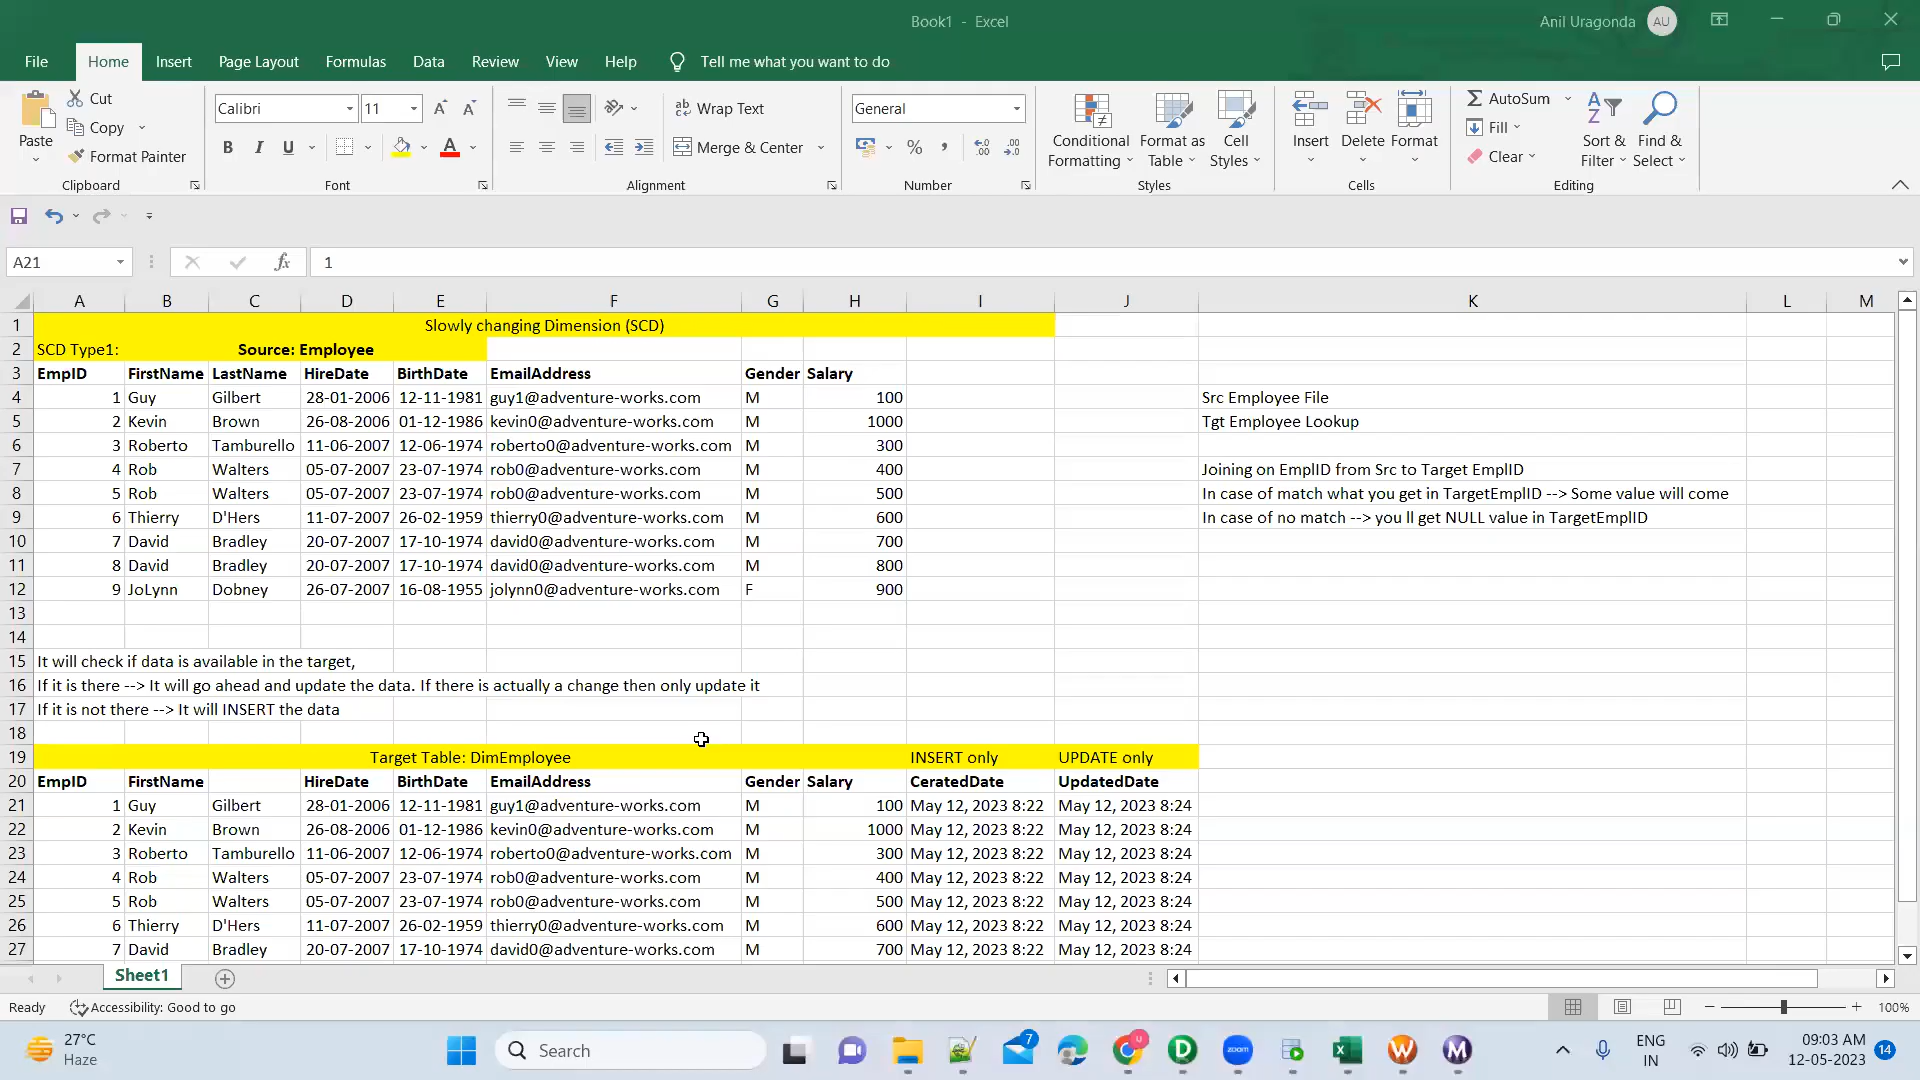 Book1 - Excel
Anil Uragonda AU
File Home Insert Page Layout Formulas Data Review View Help Tell me what you want to do
Paste
Cut
Copy
Format Painter
Clipboard
Calibri 11
B I U
Font
ab Wrap Text
Merge & Center
Alignment
General
% ,
Number
Conditional Formatting
Format as Table
Cell Styles
Styles
Insert Delete Format
Cells
AutoSum
Fill
Clear
Sort & Filter
Find & Select
Editing
A21 fx 1
A B C D E F G H I J K L M
1 Slowly changing Dimension (SCD)
2 SCD Type1: Source: Employee
3 EmpID FirstName LastName HireDate BirthDate EmailAddress Gender Salary
4 1 Guy Gilbert 28-01-2006 12-11-1981 guy1@adventure-works.com M 100 Src Employee File
5 2 Kevin Brown 26-08-2006 01-12-1986 kevin0@adventure-works.com M 1000 Tgt Employee Lookup
6 3 Roberto Tamburello 11-06-2007 12-06-1974 roberto0@adventure-works.com M 300
7 4 Rob Walters 05-07-2007 23-07-1974 rob0@adventure-works.com M 400 Joining on EmplID from Src to Target EmplID
8 5 Rob Walters 05-07-2007 23-07-1974 rob0@adventure-works.com M 500 In case of match what you get in TargetEmplID --> Some value will come
9 6 Thierry D'Hers 11-07-2007 26-02-1959 thierry0@adventure-works.com M 600 In case of no match --> you ll get NULL value in TargetEmplID
10 7 David Bradley 20-07-2007 17-10-1974 david0@adventure-works.com M 700
11 8 David Bradley 20-07-2007 17-10-1974 david0@adventure-works.com M 800
12 9 JoLynn Dobney 26-07-2007 16-08-1955 jolynn0@adventure-works.com F 900
13
14
15 It will check if data is available in the target,
16 If it is there --> It will go ahead and update the data. If there is actually a change then only update it
17 If it is not there --> It will INSERT the data
18
19 Target Table: DimEmployee INSERT only UPDATE only
20 EmpID FirstName HireDate BirthDate EmailAddress Gender Salary CeratedDate UpdatedDate
21 1 Guy Gilbert 28-01-2006 12-11-1981 guy1@adventure-works.com M 100 May 12, 2023 8:22 May 12, 2023 8:24
22 2 Kevin Brown 26-08-2006 01-12-1986 kevin0@adventure-works.com M 1000 May 12, 2023 8:22 May 12, 2023 8:24
23 3 Roberto Tamburello 11-06-2007 12-06-1974 roberto0@adventure-works.com M 300 May 12, 2023 8:22 May 12, 2023 8:24
24 4 Rob Walters 05-07-2007 23-07-1974 rob0@adventure-works.com M 400 May 12, 2023 8:22 May 12, 2023 8:24
25 5 Rob Walters 05-07-2007 23-07-1974 rob0@adventure-works.com M 500 May 12, 2023 8:22 May 12, 2023 8:24
26 6 Thierry D'Hers 11-07-2007 26-02-1959 thierry0@adventure-works.com M 600 May 12, 2023 8:22 May 12, 2023 8:24
27 7 David Bradley 20-07-2007 17-10-1974 david0@adventure-works.com M 700 May 12, 2023 8:22 May 12, 2023 8:24
Sheet1
Ready Accessibility: Good to go 100%
27°C
Haze
Search
7
zoom
ENG
IN
09:03 AM
12-05-2023
14